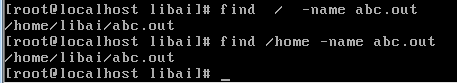 [root@localhost libai]# find  /  -name abc.out
/home/libai/abc.out
[root@localhost libai]# find /home -name abc.out
/home/libai/abc.out
[root@localhost libai]# _